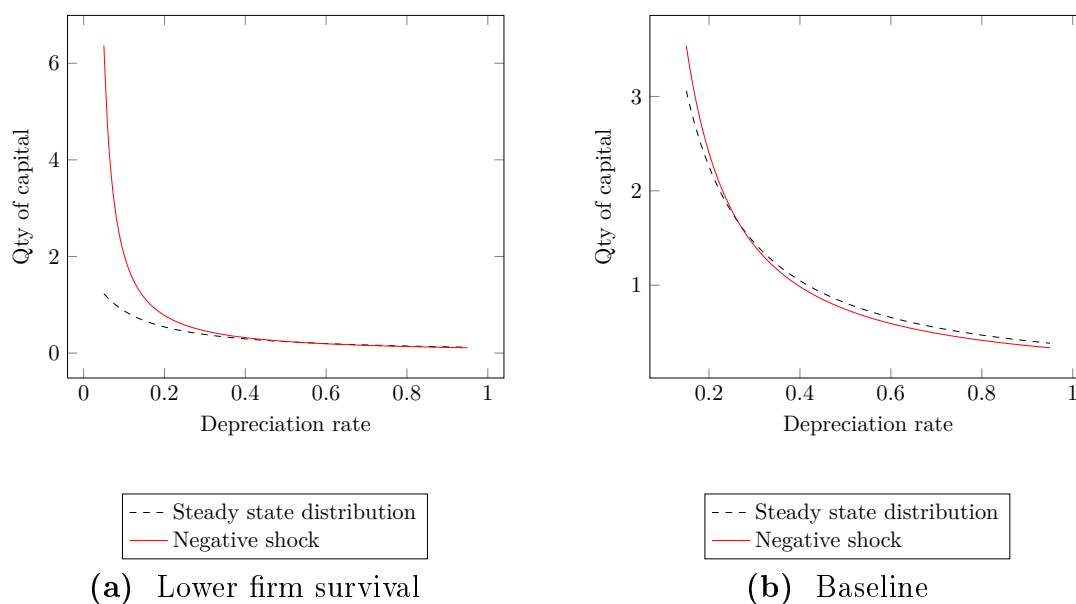 6
4
2
0
Qty of capital
0 0.2 0.4 0.6 0.8 1
Depreciation rate
Steady state distribution
Negative shock
(a) Lower firm survival
3
2
1
Qty of capital
0.2 0.4 0.6 0.8 1
Depreciation rate
Steady state distribution
Negative shock
(b) Baseline